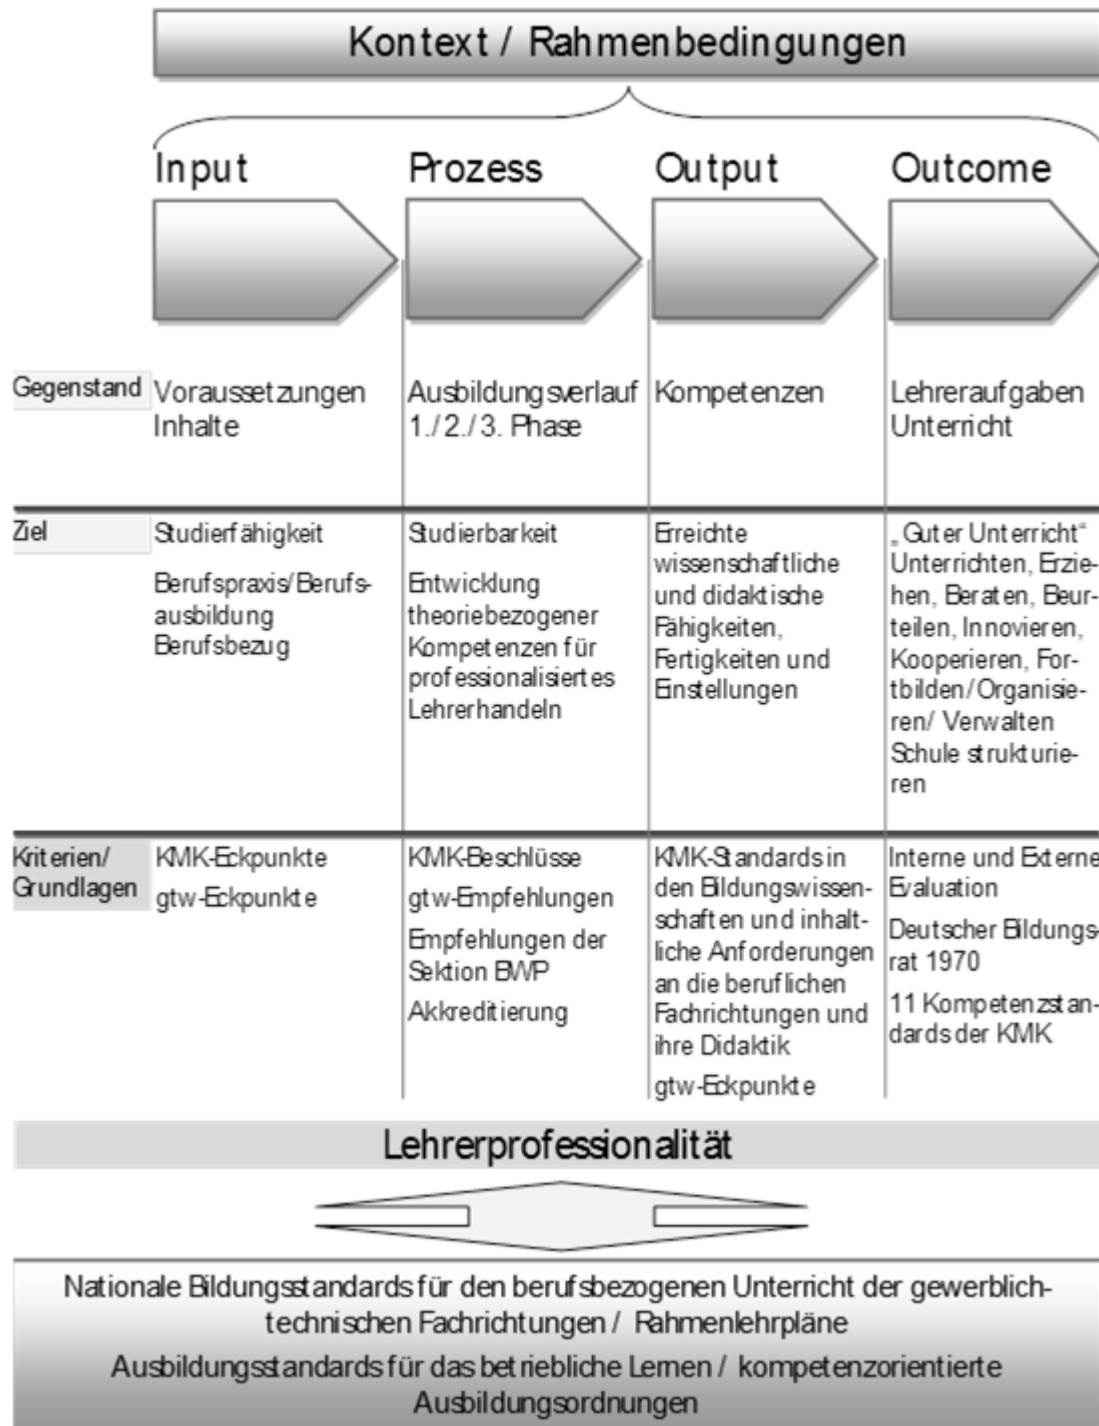 Kontext / Rahmenbedingungen
Input
Prozess
Output
Outcome
Gegenstand
Voraussetzungen
Inhalte
Ausbildungsverlauf
1./2./3. Phase
Kompetenzen
Lehreraufgaben
Unterricht
Ziel
Studierfähigkeit
Berufspraxis/Berufs-
ausbildung
Berufsbezug
Studierbarkeit
Entwicklung
theoriebezogener
Kompetenzen für
professionalisiertes
Lehrerhandeln
Erreichte
wissenschaftliche
und didaktische
Fähigkeiten,
Fertigkeiten und
Einstellungen
„Guter Unterricht“
Unterrichten, Erzie-
hen, Beraten, Beur-
teilen, Innovieren,
Kooperieren, For-
tbilden/Organisie-
ren/ Verwalten
Schule strukturie-
ren
Kriterien/
Grundlagen
KMK-Eckpunkte
gtw-Eckpunkte
KMK-Beschlüsse
gtw-Empfehlungen
Empfehlungen der
Sektion BWP
Akkreditierung
KMK-Standards in
den Bildungswissen-
schaften und inhalt-
liche Anforderungen
an die beruflichen
Fachrichtungen und
ihre Didaktik
gtw-Eckpunkte
Interne und Externe
Evaluation
Deutscher Bildungs-
rat 1970
11 Kompetenzstan-
dards der KMK
Lehrerprofessionalität
Nationale Bildungsstandards für den berufsbezogenen Unterricht der gewerblich-
technischen Fachrichtungen / Rahmenlehrpläne
Ausbildungsstandards für das betriebliche Lernen / kompetenzorientierte
Ausbildungsordnungen